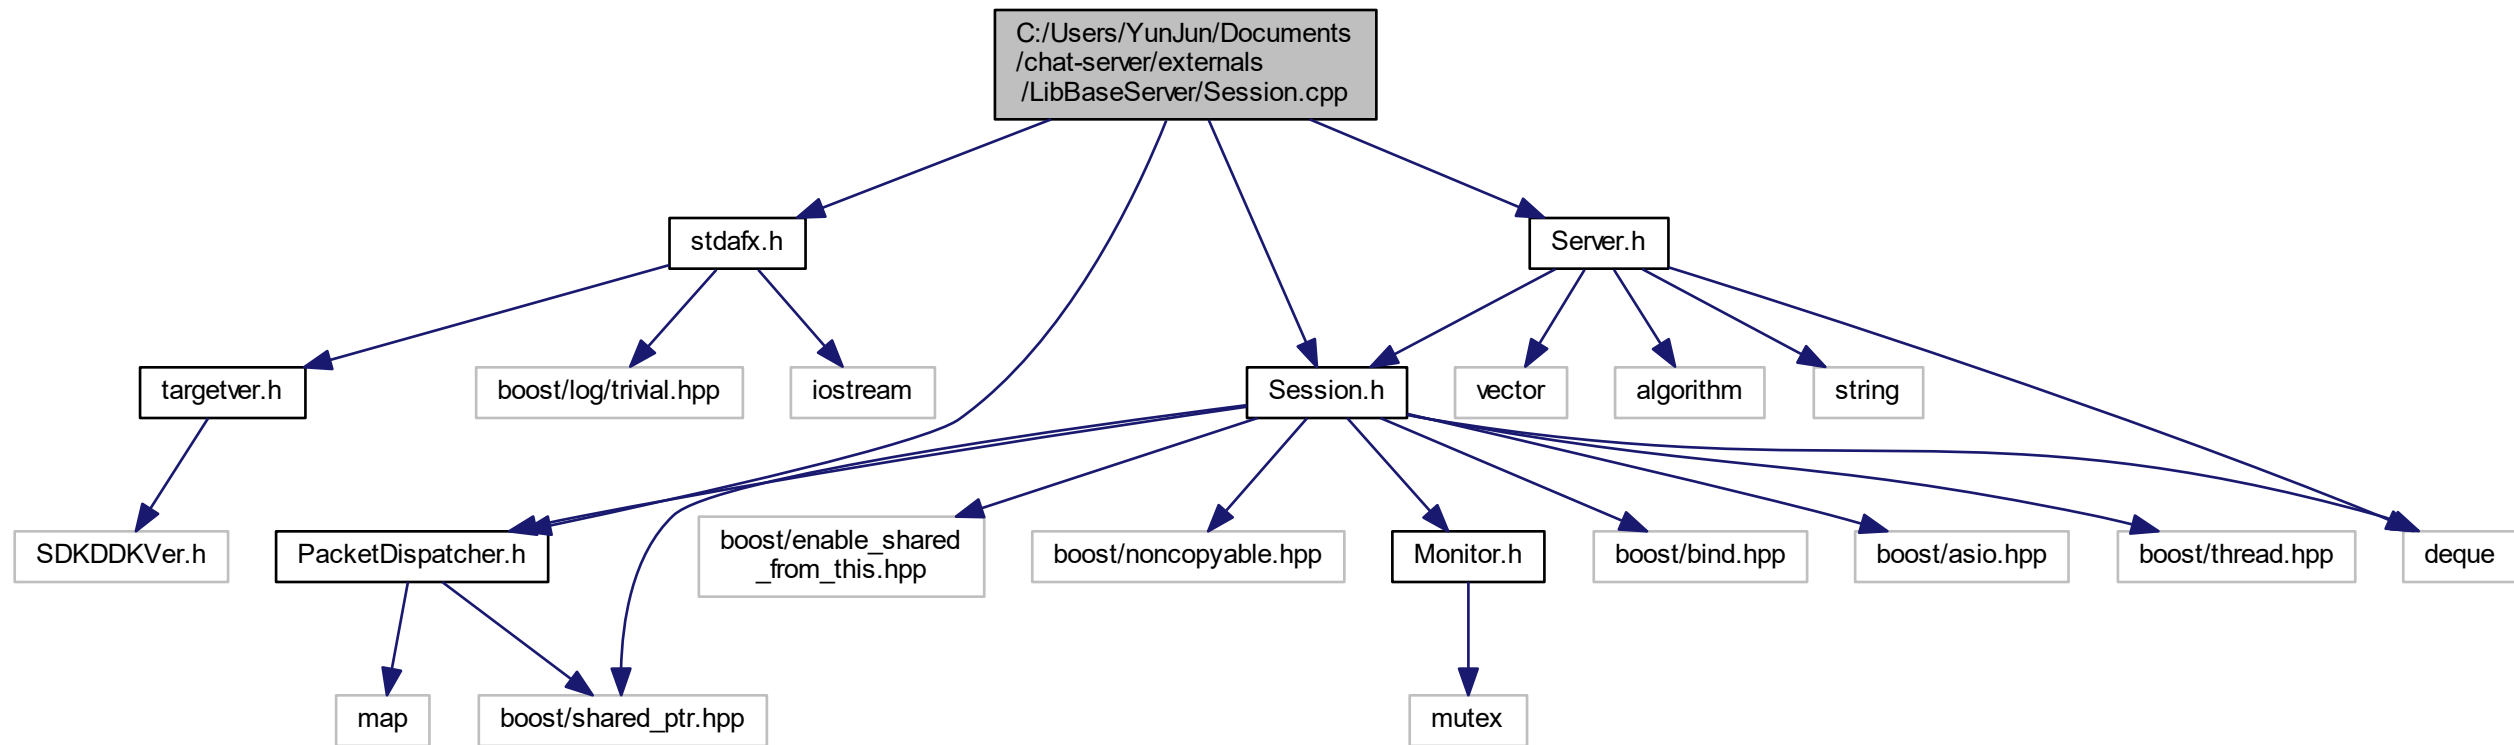 C:/Users/YunJun/Documents
/chat-server/externals
/LibBaseServer/Session.cpp
stdafx.h
Server.h
targetver.h
boost/log/trivial.hpp
iostream
Session.h
vector
algorithm
string
SDKDDKVer.h
PacketDispatcher.h
boost/enable_shared
_from_this.hpp
boost/noncopyable.hpp
Monitor.h
boost/bind.hpp
boost/asio.hpp
boost/thread.hpp
deque
map
boost/shared_ptr.hpp
mutex